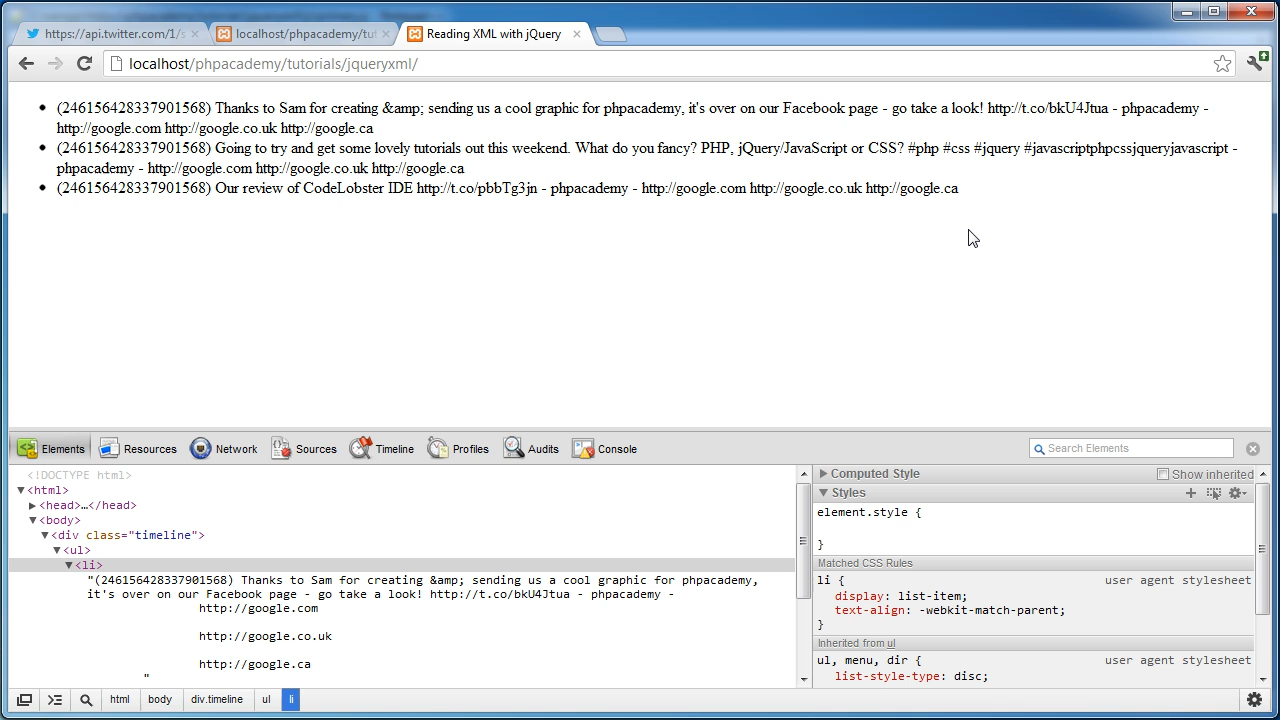 https://api.twitter.com/1/s
localhost/phpacademy/tut
Reading XML with jQuery
localhost/phpacademy/tutorials/jqueryxml/
(246156428337901568) Thanks to Sam for creating &amp; sending us a cool graphic for phpacademy, it's over on our Facebook page - go take a look! http://t.co/bkU4Jtua - phpacademy -
http://google.com http://google.co.uk http://google.ca
(246156428337901568) Going to try and get some lovely tutorials out this weekend. What do you fancy? PHP, jQuery/JavaScript or CSS? #php #css #jquery #javascriptphpcssjqueryjavascript -
phpacademy - http://google.com http://google.co.uk http://google.ca
(246156428337901568) Our review of CodeLobster IDE http://t.co/pbbTg3jn - phpacademy - http://google.com http://google.co.uk http://google.ca
Elements Resources Network Sources Timeline Profiles Audits Console Search Elements
<!DOCTYPE html>
<html>
<head>…</head>
<body>
<div class="timeline">
<ul>
<li>
"(246156428337901568) Thanks to Sam for creating &amp; sending us a cool graphic for phpacademy,
it's over on our Facebook page - go take a look! http://t.co/bkU4Jtua - phpacademy -
http://google.com
http://google.co.uk
http://google.ca
"
Computed Style Show inherited
Styles
element.style {
}
Matched CSS Rules
li { user agent stylesheet
display: list-item;
text-align: -webkit-match-parent;
}
Inherited from ul
ul, menu, dir { user agent stylesheet
list-style-type: disc;
html body div.timeline ul li